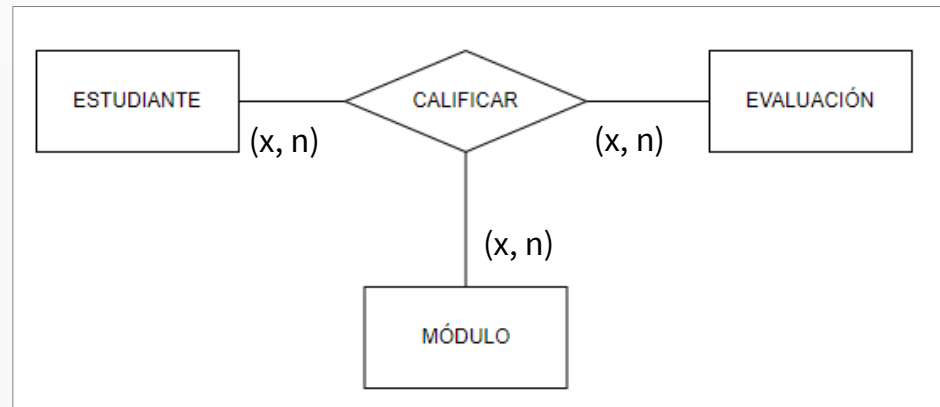 ESTUDIANTE
CALIFICAR
EVALUACIÓN
(x, n)
(x, n)
(x, n)
MÓDULO